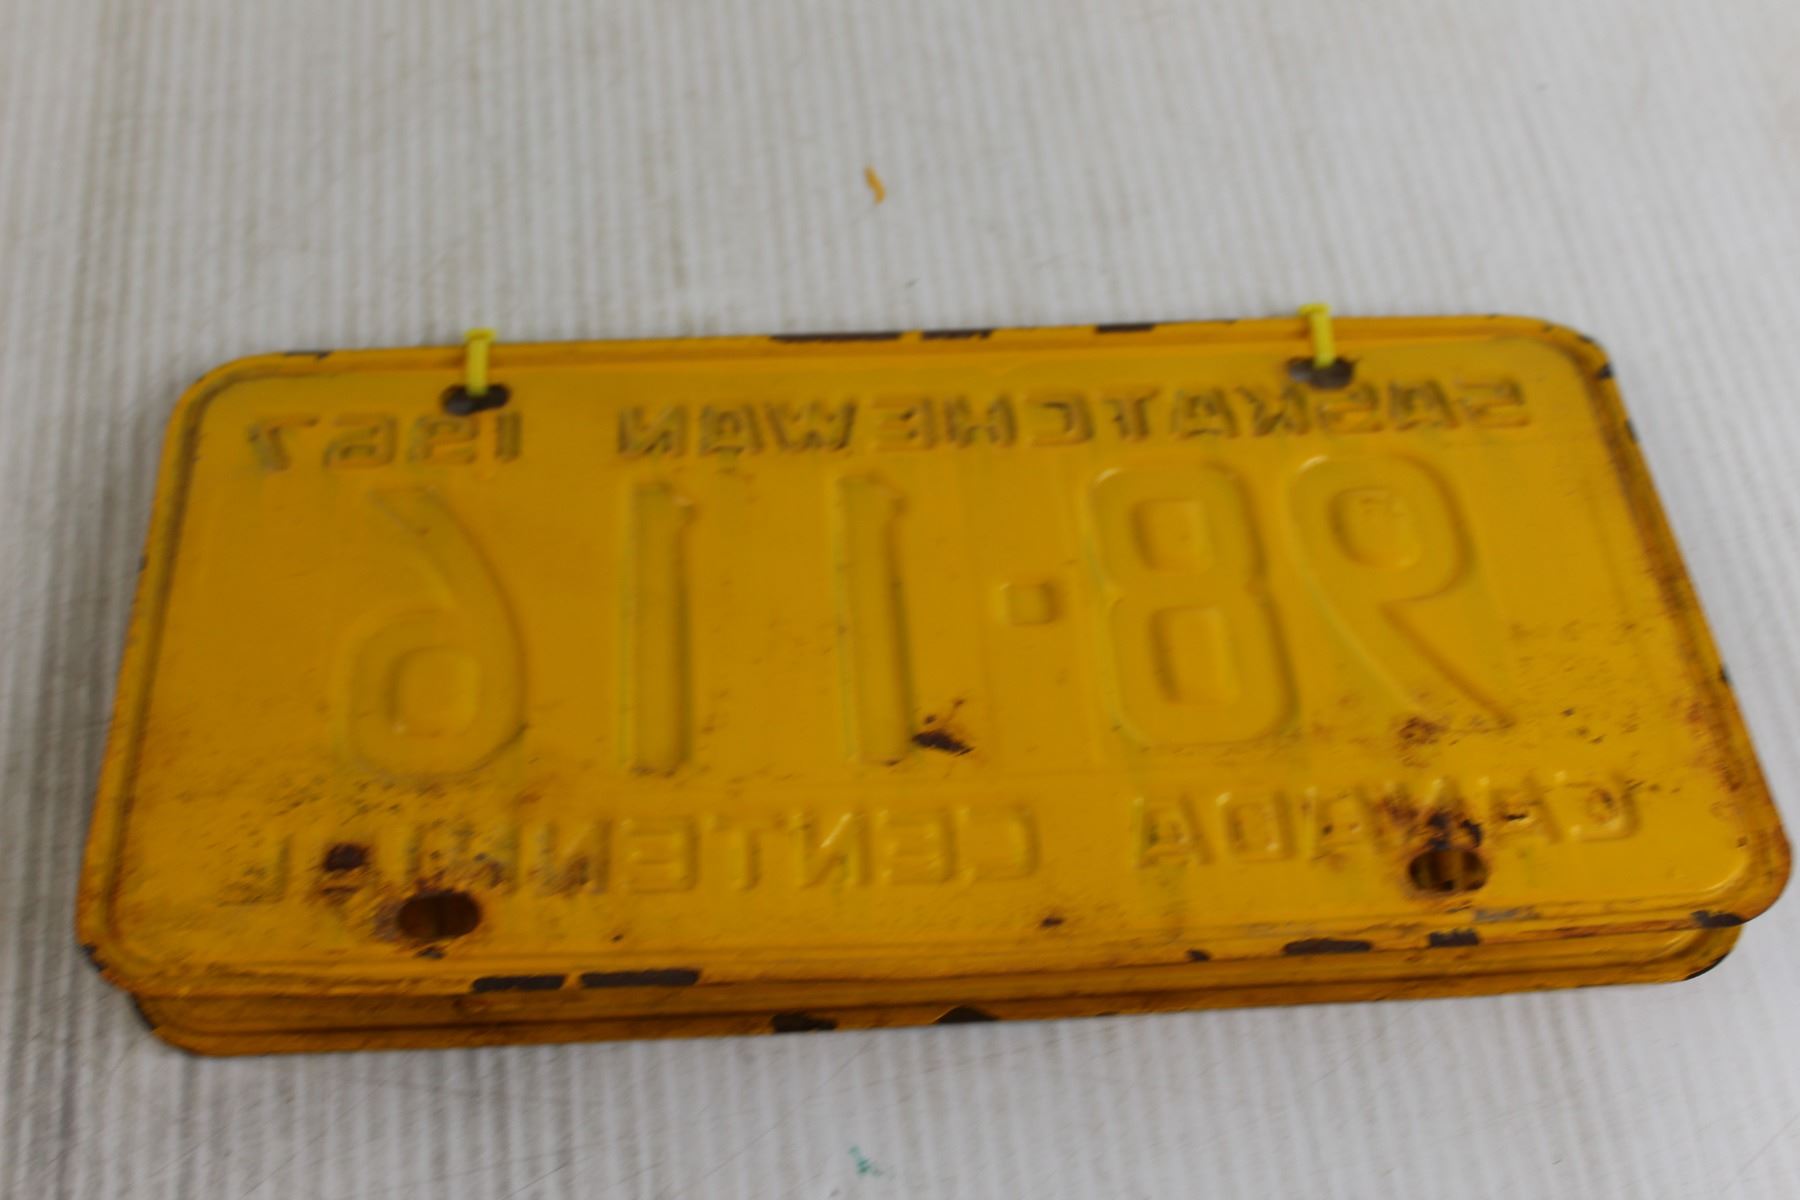 SASKATCHEWAN 1967
98·116
CANADA CENTENNIAL